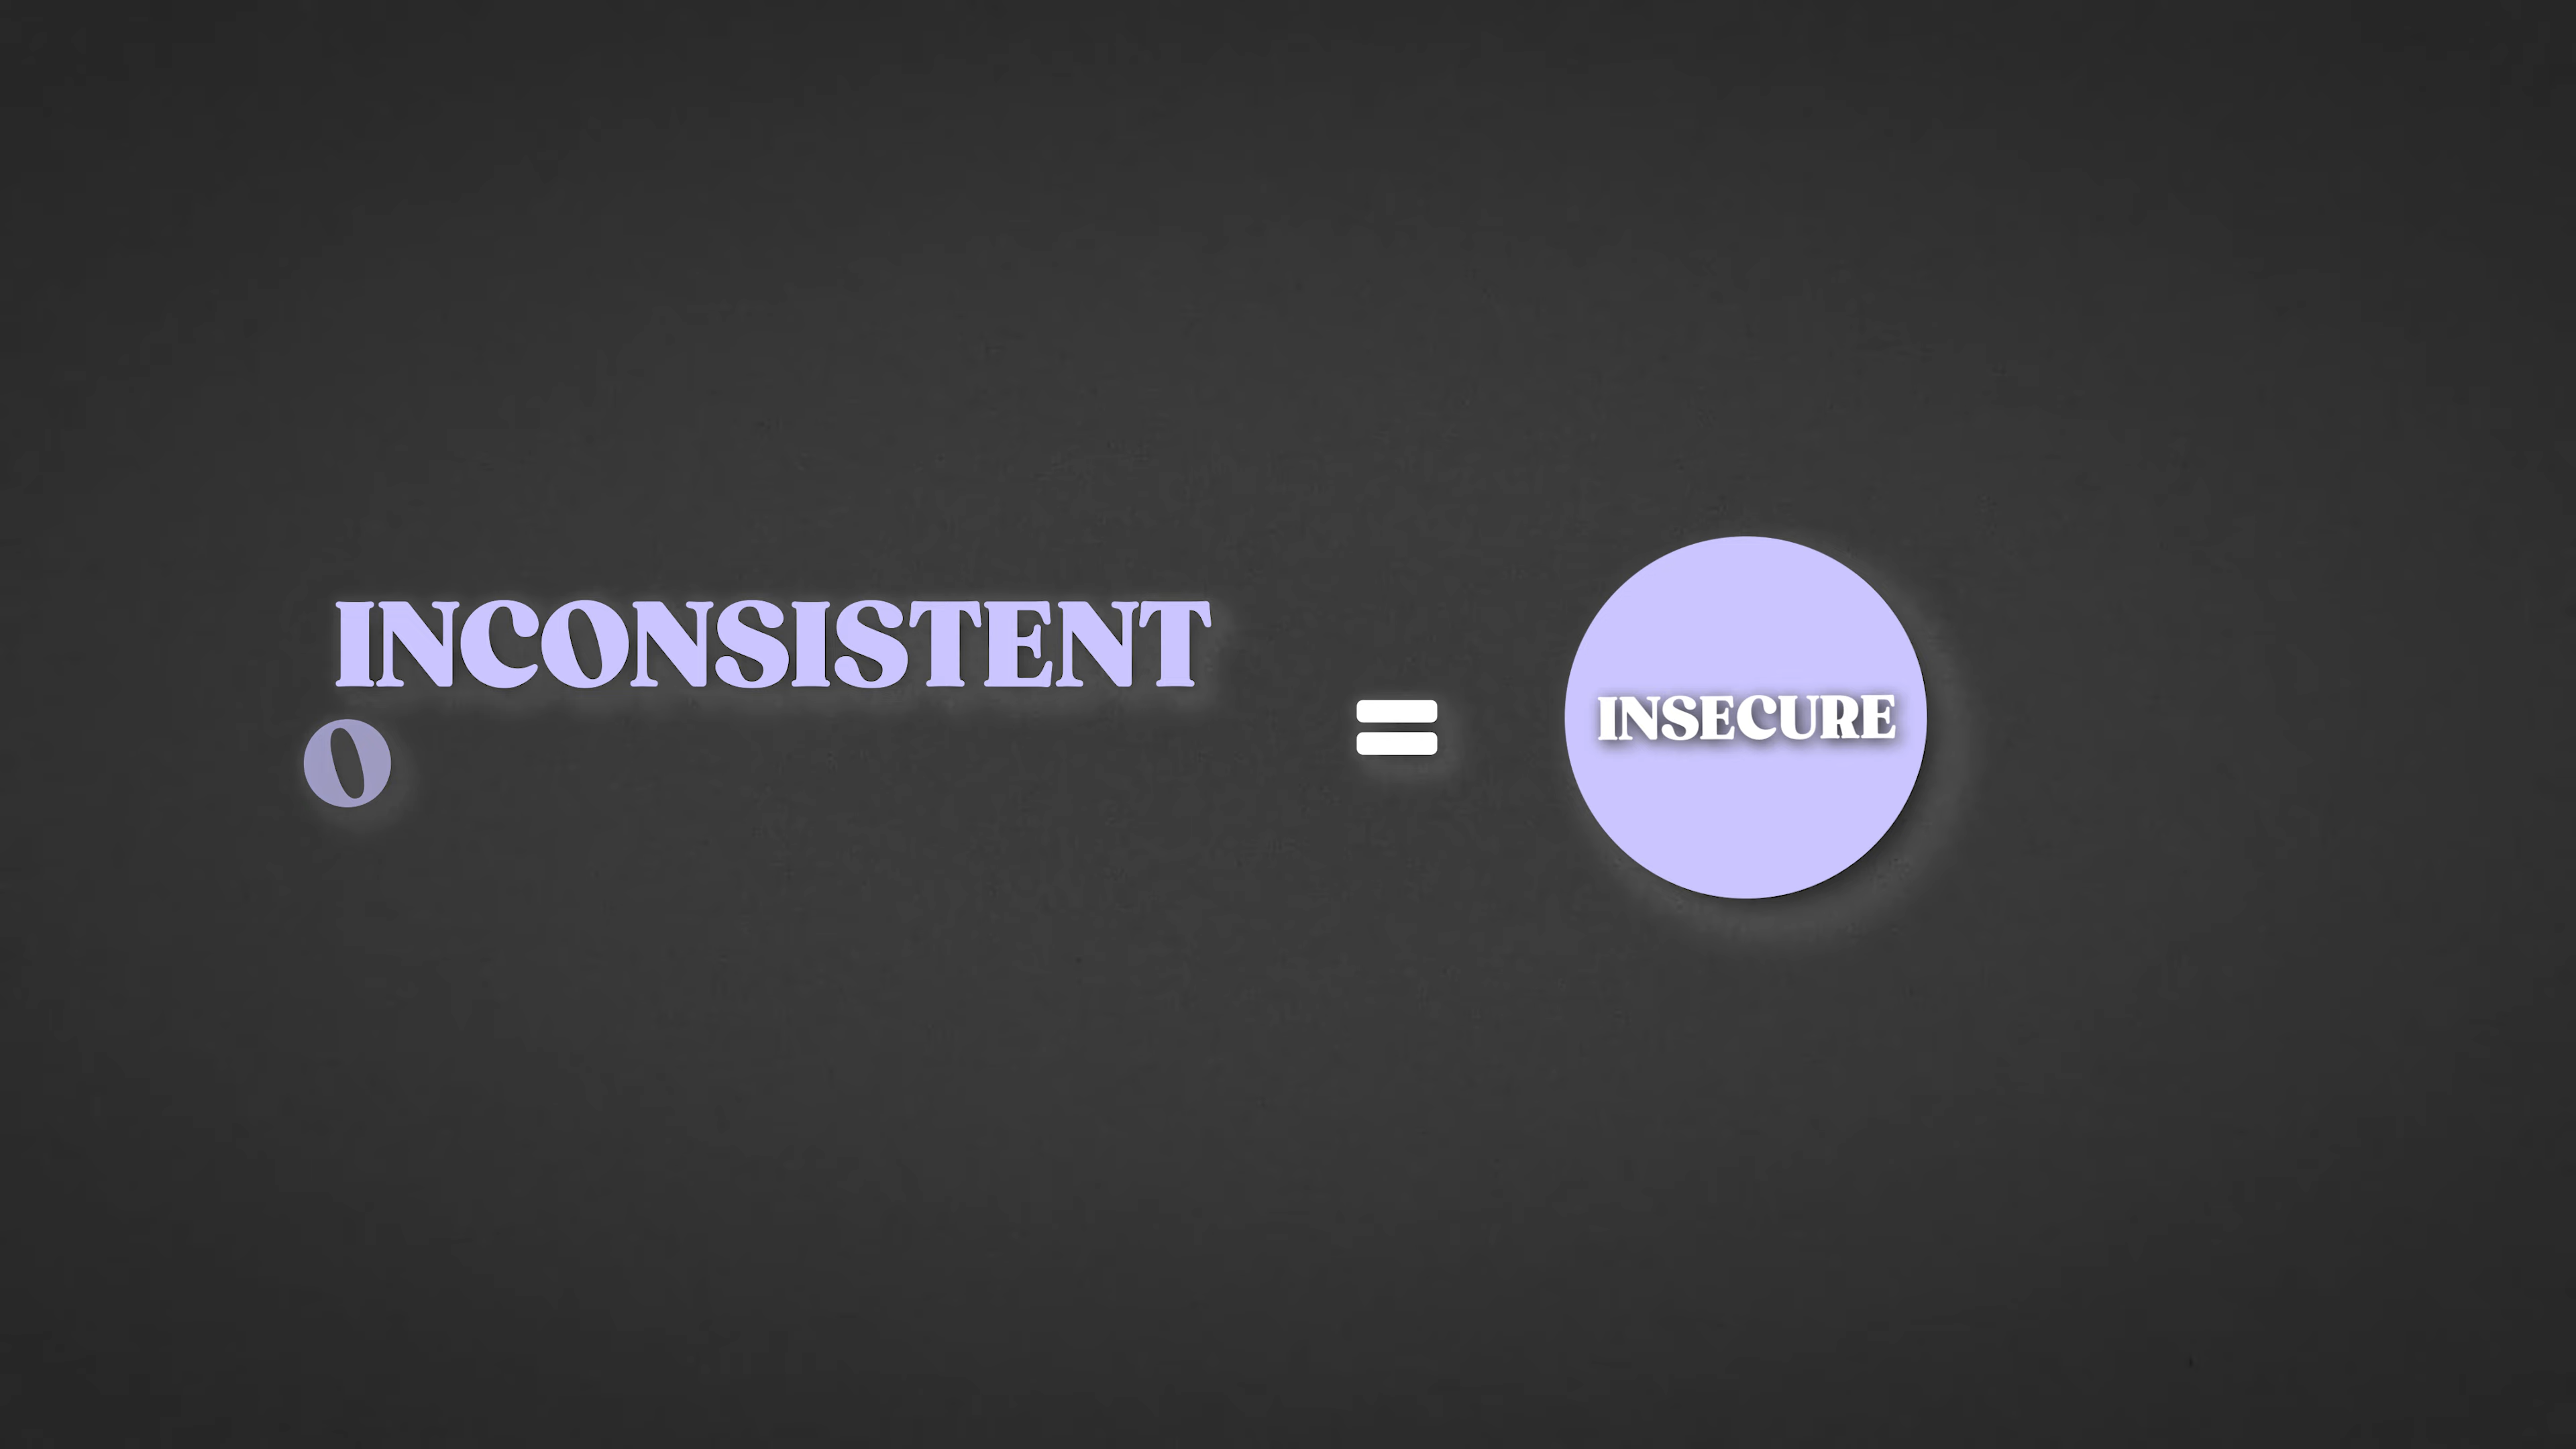 INCONSISTENT
O
=
INSECURE